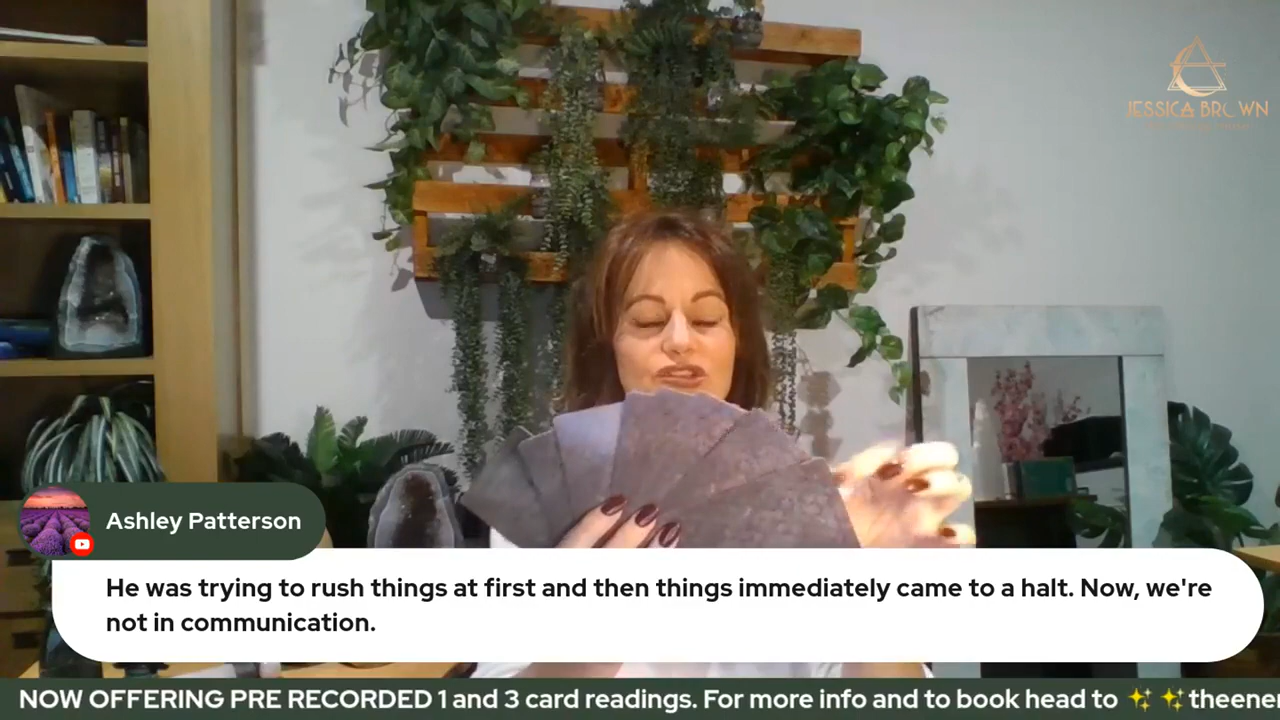 JESSICA BROWN
Ashley Patterson
He was trying to rush things at first and then things immediately came to a halt. Now, we're
not in communication.
NOW OFFERING PRE RECORDED 1 and 3 card readings. For more info and to book head to ✨ ✨ theener